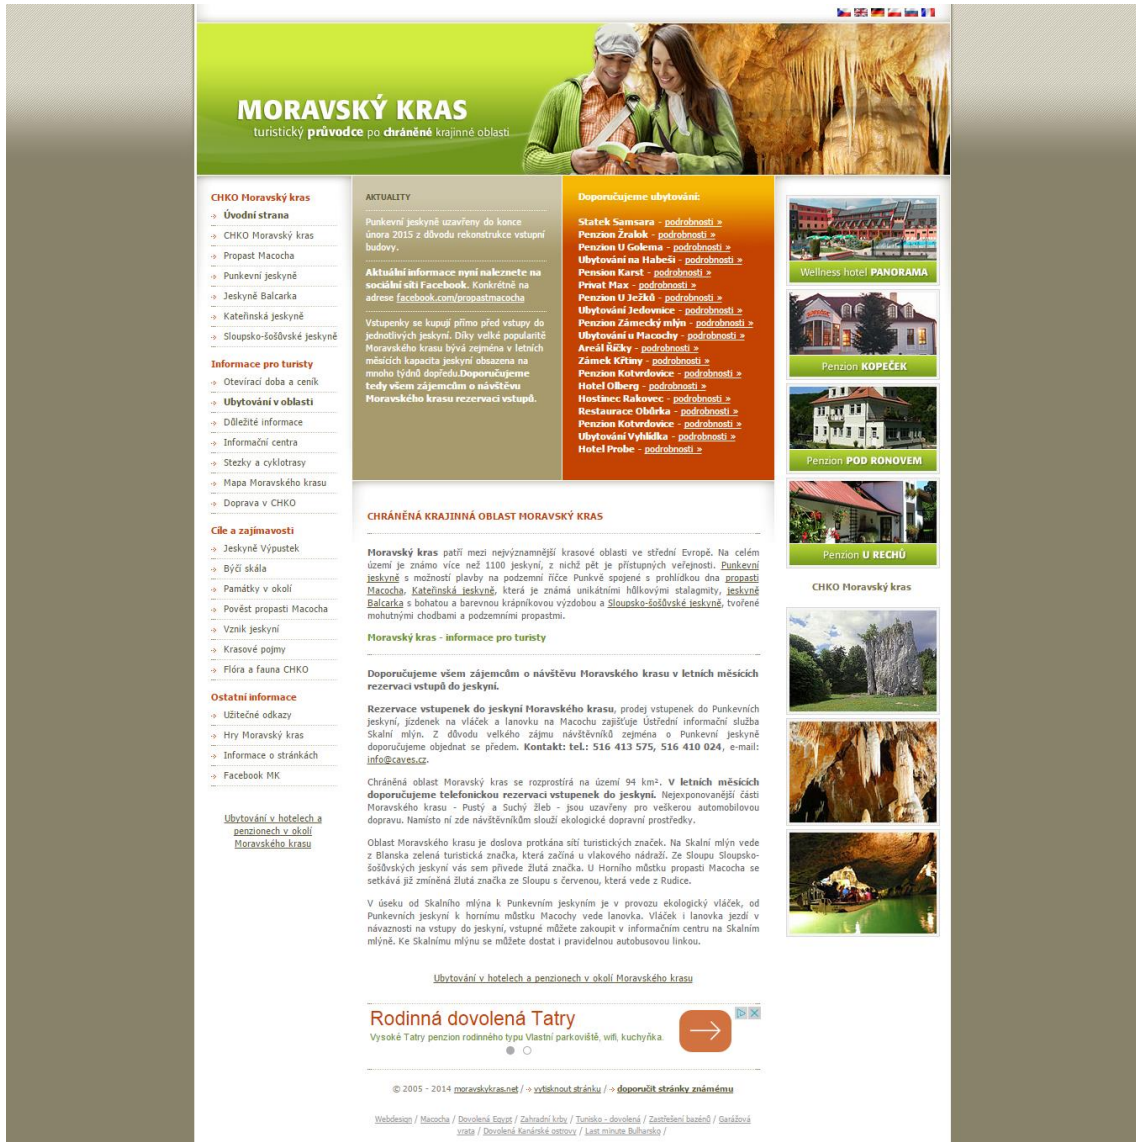 MORAVSKÝ KRAS
turistický průvodce po chráněné krajinné oblasti
CHKO Moravský kras
Úvodní strana
CHKO Moravský kras
Propast Macocha
Punkevní jeskyně
Jeskyně Balcarka
Kateřinská jeskyně
Sloupsko-šošůvské jeskyně
Informace pro turisty
Otevírací doba a ceník
Ubytování v oblasti
Důležité informace
Informační centra
Stezky a cyklotrasy
Mapa Moravského krasu
Doprava v CHKO
Cíle a zajímavosti
Jeskyně Výpustek
Býčí skála
Památky v okolí
Pověst propasti Macocha
Vznik jeskyní
Krasové pojmy
Flóra a fauna CHKO
Ostatní informace
Užitečné odkazy
Hry Moravský kras
Informace o stránkách
Facebook MK
Ubytování v hotelech a
penzionech v okolí
Moravského krasu
AKTUALITY
Punkevní jeskyně uzavřeny do konce
února 2015 z důvodu rekonstrukce vstupní
budovy.
Aktuální informace nyní naleznete na
sociální síti Facebook. Konkrétně na
adrese facebook.com/propastmacocha
Vstupenky se kupují přímo před vstupy do
jednotlivých jeskyní. Díky velké popularitě
Moravského krasu bývá zejména v letních
měsících kapacita jeskyní obsazena na
mnoho týdnů dopředu.Doporučujeme
tedy všem zájemcům o návštěvu
Moravského krasu rezervaci vstupů.
Doporučujeme ubytování:
Statek Samsara - podrobnosti »
Penzion Žralok - podrobnosti »
Penzion U Golema - podrobnosti »
Ubytování na Habeši - podrobnosti »
Pension Karst - podrobnosti »
Privat Max - podrobnosti »
Penzion U Ježků - podrobnosti »
Ubytování Jedovnice - podrobnosti »
Penzion Zámecký mlýn - podrobnosti »
Ubytování u Macochy - podrobnosti »
Areál Říčky - podrobnosti »
Zámek Křtiny - podrobnosti »
Penzion Kotvrdovice - podrobnosti »
Hotel Olberg - podrobnosti »
Hostinec Rakovec - podrobnosti »
Restaurace Obůrka - podrobnosti »
Penzion Kotvrdovice - podrobnosti »
Ubytování Vyhlídka - podrobnosti »
Hotel Probe - podrobnosti »
CHRÁNĚNÁ KRAJINNÁ OBLAST MORAVSKÝ KRAS
Moravský kras patří mezi nejvýznamnější krasové oblasti ve střední Evropě. Na celém
území je známo více než 1100 jeskyní, z nichž pět je přístupných veřejnosti. Punkevní
jeskyně s možností plavby na podzemní říčce Punkvě spojené s prohlídkou dna propasti
Macocha, Kateřinská jeskyně, která je známá unikátními hůlkovými stalagmity, jeskyně
Balcarka s bohatou a barevnou krápníkovou výzdobou a Sloupsko-šošůvské jeskyně, tvořené
mohutnými chodbami a podzemními propastmi.
Moravský kras - informace pro turisty
Doporučujeme všem zájemcům o návštěvu Moravského krasu v letních měsících
rezervaci vstupů do jeskyní.
Rezervace vstupenek do jeskyní Moravského krasu, prodej vstupenek do Punkevních
jeskyní, jízdenek na vláček a lanovku na Macochu zajišťuje Ústřední informační služba
Skalní mlýn. Z důvodu velkého zájmu návštěvníků zejména o Punkevní jeskyně
doporučujeme objednat se předem. Kontakt: tel.: 516 413 575, 516 410 024, e-mail:
info@caves.cz.
Chráněná oblast Moravský kras se rozprostírá na území 94 km². V letních měsících
doporučujeme telefonickou rezervaci vstupenek do jeskyní. Nejexponovanější části
Moravského krasu - Pustý a Suchý žleb - jsou uzavřeny pro veškerou automobilovou
dopravu. Namísto ní zde návštěvníkům slouží ekologické dopravní prostředky.
Oblast Moravského krasu je doslova protkána sítí turistických značek. Na Skalní mlýn vede
z Blanska zelená turistická značka, která začíná u vlakového nádraží. Ze Sloupu Sloupsko-
šošůvských jeskyní vás sem přivede žlutá značka. U Horního můstku propasti Macocha se
setkává již zmíněná žlutá značka ze Sloupu s červenou, která vede z Rudice.
V úseku od Skalního mlýna k Punkevním jeskyním je v provozu ekologický vláček, od
Punkevních jeskyní k hornímu můstku Macochy vede lanovka. Vláček i lanovka jezdí v
návaznosti na vstupy do jeskyní, vstupné můžete zakoupit v informačním centru na Skalním
mlýně. Ke Skalnímu mlýnu se můžete dostat i pravidelnou autobusovou linkou.
Ubytování v hotelech a penzionech v okolí Moravského krasu
Rodinná dovolená Tatry
Vysoké Tatry penzion rodinného typu Vlastní parkoviště, wifi, kuchyňka.
© 2005 - 2014 moravskykras.net / vytisknout stránku / doporučit stránky známému
Webdesign / Macocha / Dovolená Egypt / Zahradní krby / Tunisko - dovolená / Zastřešení bazénů / Garážová
vrata / Dovolená Kanárské ostrovy / Last minute Bulharsko /
Wellness hotel PANORAMA
Penzion KOPEČEK
Penzion POD RONOVEM
Penzion U RECHŮ
CHKO Moravský kras